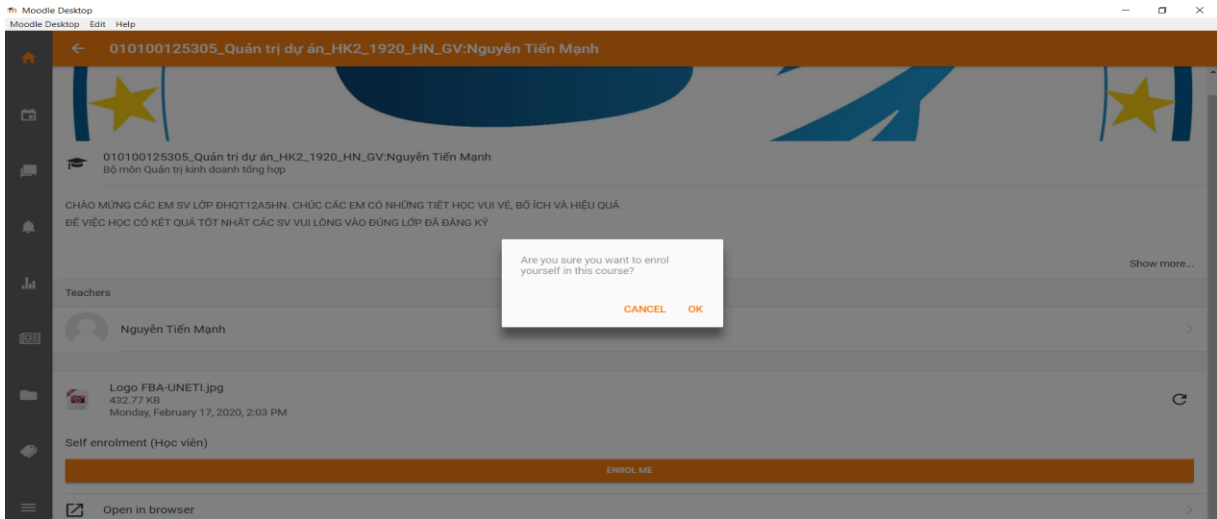 Moodle Desktop
Moodle Desktop Edit Help
010100125305_Quản trị dự án_HK2_1920_HN_GV:Nguyễn Tiến Mạnh
010100125305_Quản trị dự án_HK2_1920_HN_GV:Nguyễn Tiến Mạnh
Bộ môn Quản trị kinh doanh tổng hợp
CHÀO MỪNG CÁC EM SV LỚP ĐHQT12A5HN. CHÚC CÁC EM CÓ NHỮNG TIẾT HỌC VUI VẺ, BỔ ÍCH VÀ HIỆU QUẢ
ĐỂ VIỆC HỌC CÓ KẾT QUẢ TỐT NHẤT CÁC SV VUI LÒNG VÀO ĐÚNG LỚP ĐÃ ĐĂNG KÝ
Are you sure you want to enrol
yourself in this course?
Show more...
CANCEL OK
Teachers
Nguyễn Tiến Mạnh
Logo FBA-UNETI.jpg
432.77 KB
Monday, February 17, 2020, 2:03 PM
Self enrolment (Học viên)
ENROL ME
Open in browser